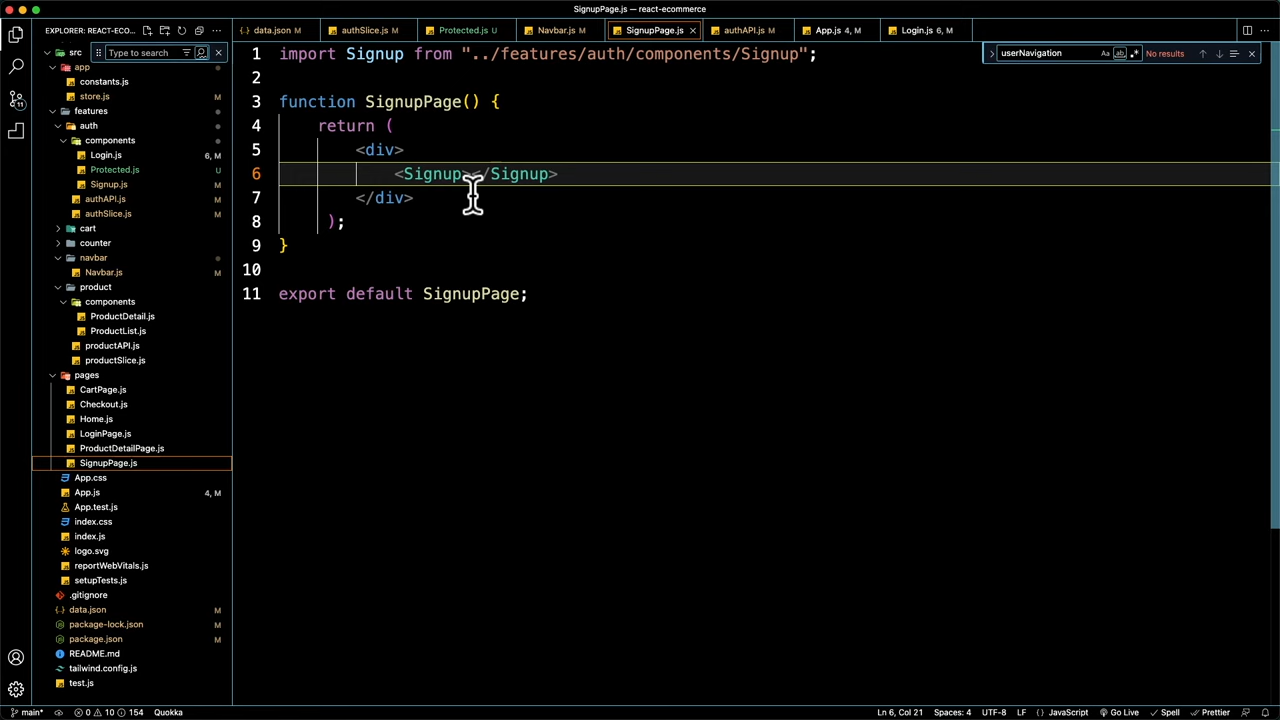 SignupPage.js — react-ecommerce
EXPLORER: REACT-ECO...
data.json M
authSlice.js M
Protected.js U
Navbar.js M
SignupPage.js
authAPI.js M
App.js 4, M
Login.js 6, M
src
Type to search
app
constants.js
store.js M
features
auth
components
Login.js 6, M
Protected.js U
Signup.js M
authAPI.js M
authSlice.js M
cart
counter
navbar
Navbar.js M
product
components
ProductDetail.js
ProductList.js
productAPI.js
productSlice.js
pages
CartPage.js
Checkout.js
Home.js
LoginPage.js
ProductDetailPage.js
SignupPage.js
App.css
App.js 4, M
App.test.js
index.css
index.js
logo.svg
reportWebVitals.js
setupTests.js
.gitignore
data.json M
package-lock.json M
package.json M
README.md
tailwind.config.js
test.js
11
userNavigation Aa ab .* No results
1 import Signup from "../features/auth/components/Signup";
2
3 function SignupPage() {
4 return (
5 <div>
6 <Signup></Signup>
7 </div>
8 );
9 }
10
11 export default SignupPage;
main* 0 10 154 Quokka
Ln 6, Col 21 Spaces: 4 UTF-8 LF {} JavaScript Go Live Spell Prettier